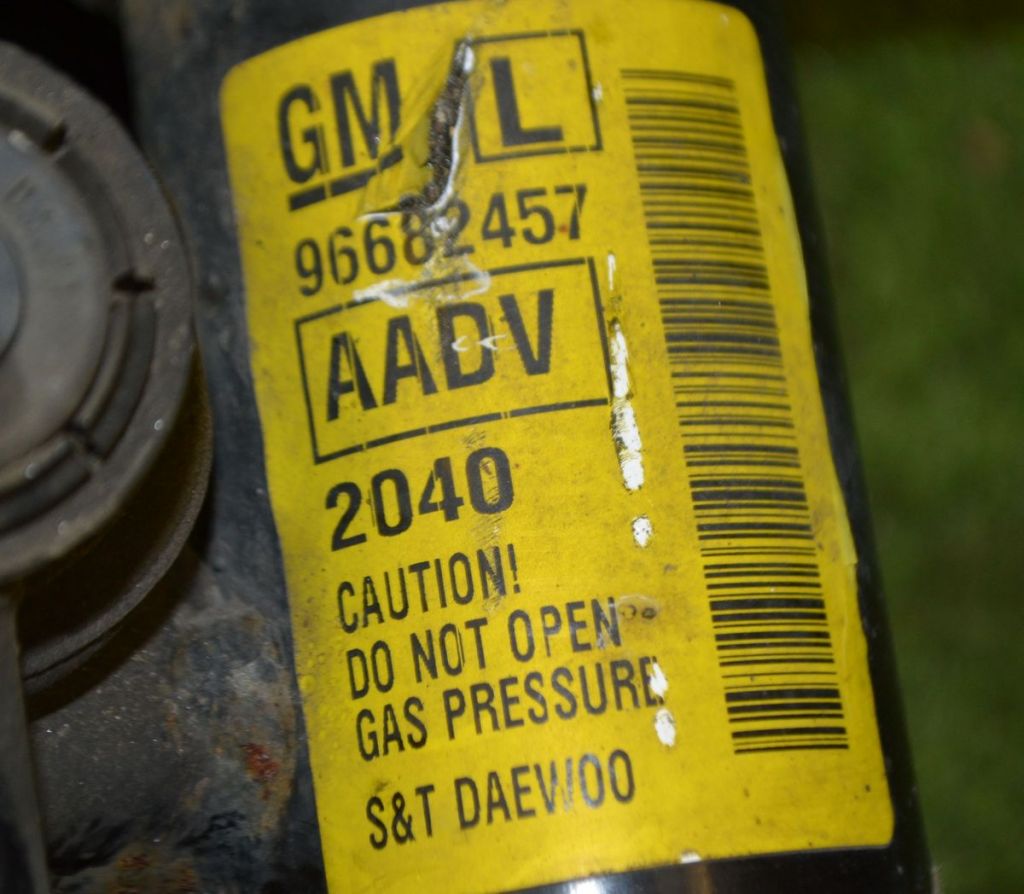 GM L
96682457
AADV
2040
CAUTION!
DO NOT OPEN
GAS PRESSURE
S&T DAEWOO